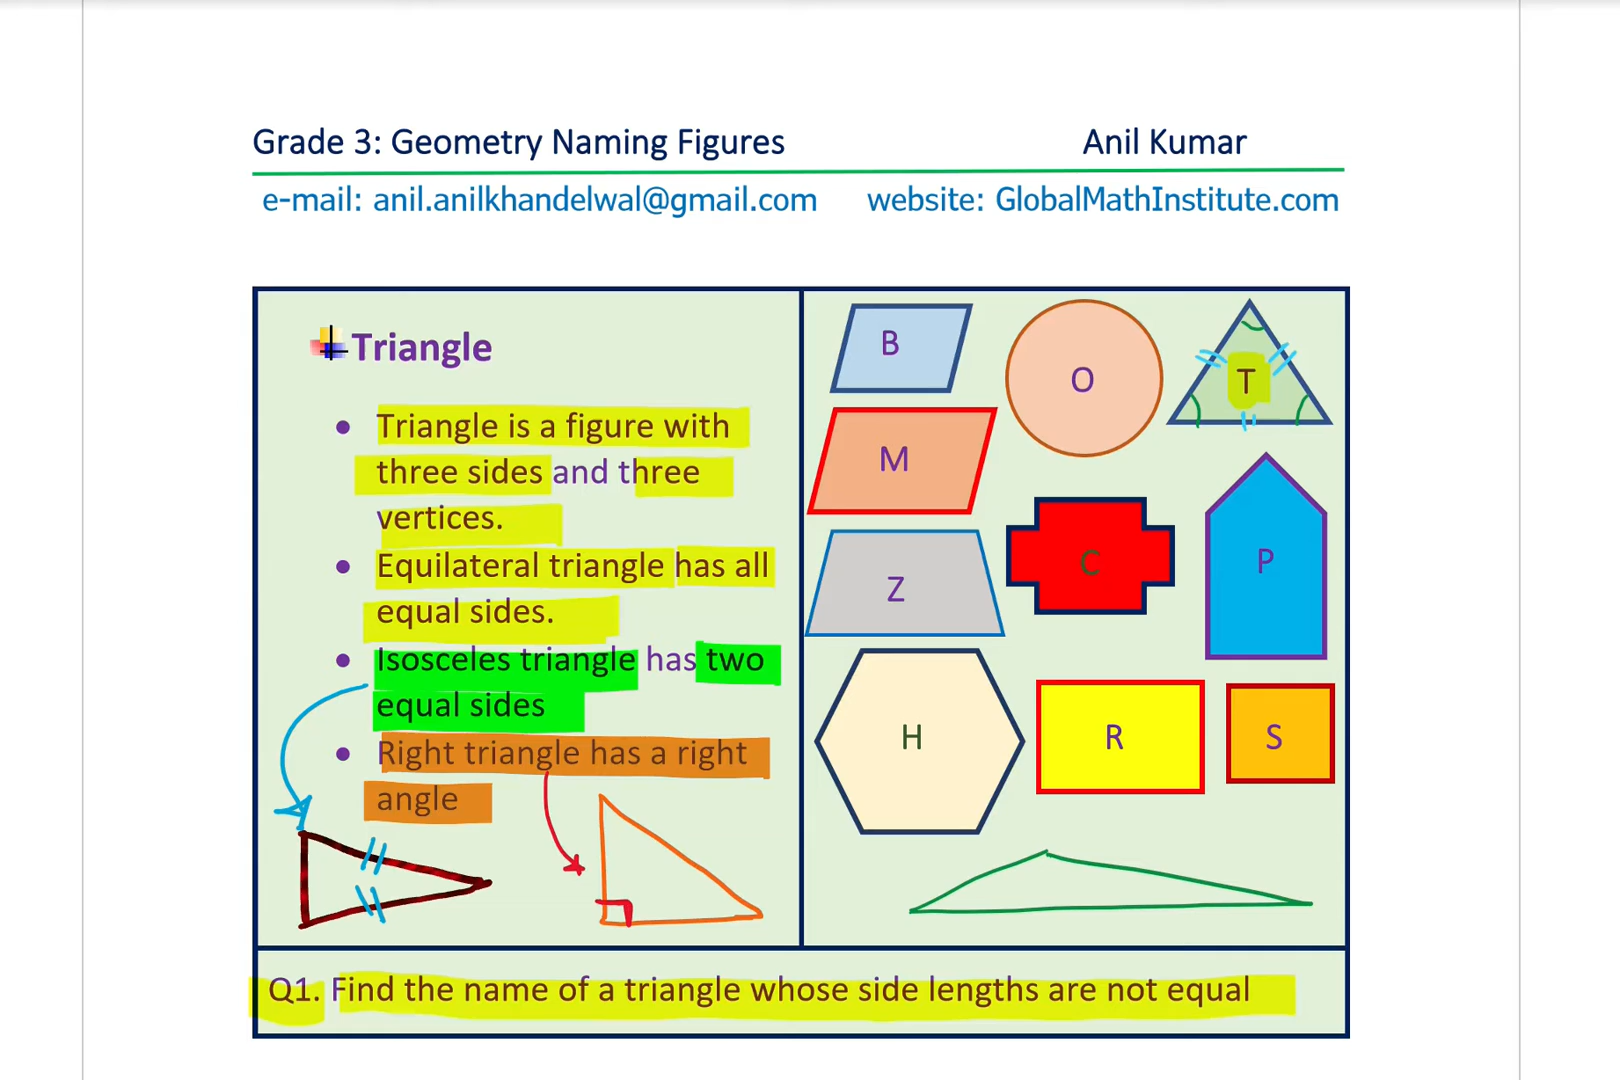 Grade 3: Geometry Naming Figures Anil Kumar
e-mail: anil.anilkhandelwal@gmail.com website: GlobalMathInstitute.com
Triangle
• Triangle is a figure with
three sides and three
vertices.
• Equilateral triangle has all
equal sides.
• Isosceles triangle has two
equal sides
• Right triangle has a right
angle
B
O
T
M
C
P
Z
H
R
S
Q1. Find the name of a triangle whose side lengths are not equal